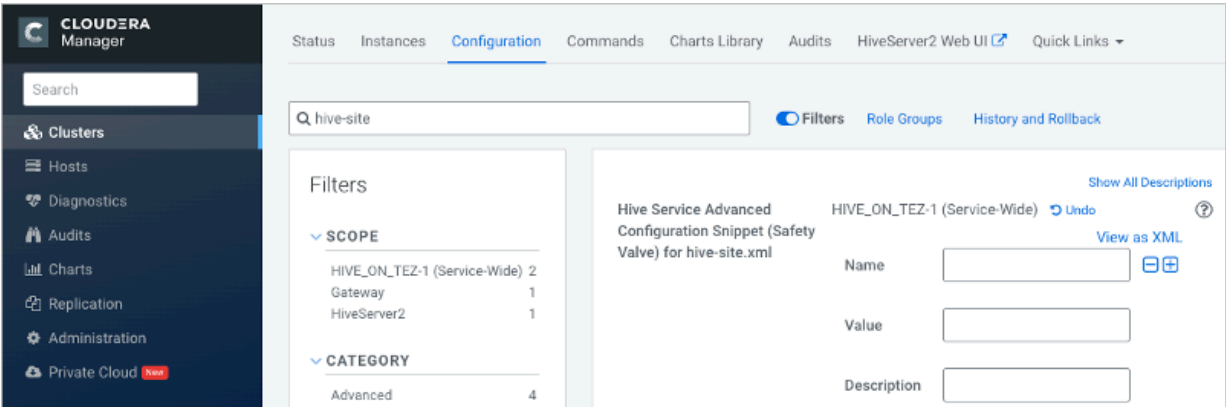 CLOUDERA
Manager
Search
Clusters
Hosts
Diagnostics
Audits
Charts
Replication
Administration
Private Cloud New
Status Instances Configuration Commands Charts Library Audits HiveServer2 Web UI Quick Links
hive-site
Filters Role Groups History and Rollback
Filters
SCOPE
HIVE_ON_TEZ-1 (Service-Wide) 2
Gateway 1
HiveServer2 1
CATEGORY
Advanced 4
Show All Descriptions
Hive Service Advanced
Configuration Snippet (Safety
Valve) for hive-site.xml
HIVE_ON_TEZ-1 (Service-Wide) Undo
View as XML
Name
Value
Description